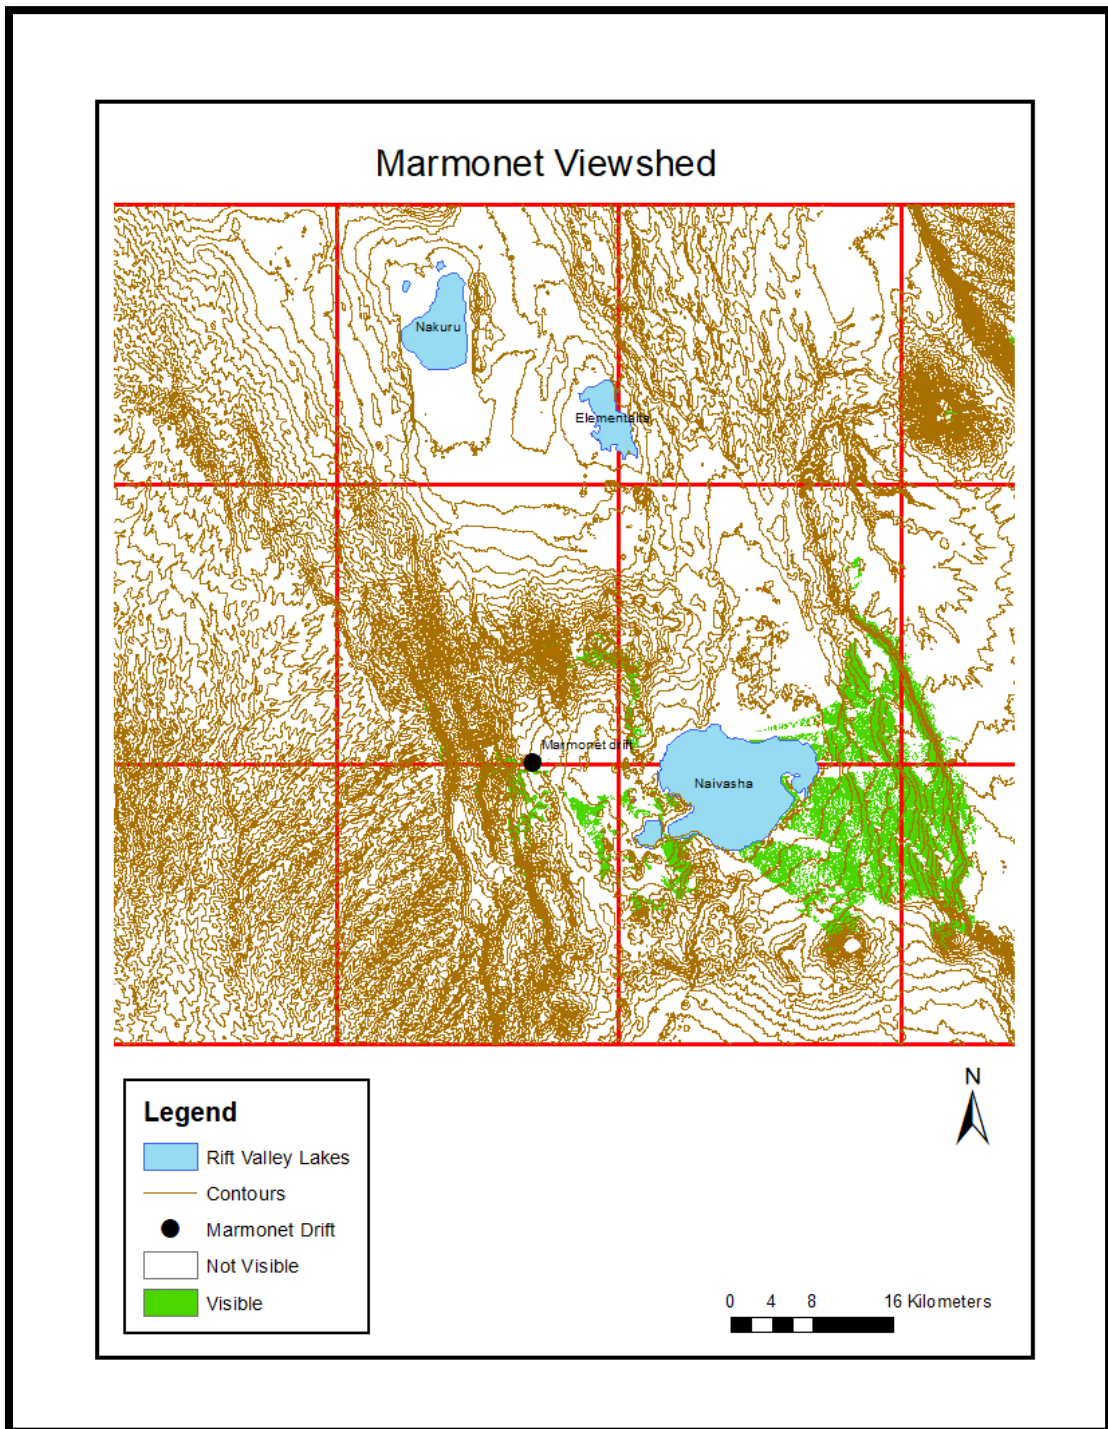 Marmonet Viewshed
Nakuru
Elementaita
Marmonet drift
Naivasha
N
Legend
Rift Valley Lakes
Contours
Marmonet Drift
Not Visible
Visible
0 4 8 16 Kilometers